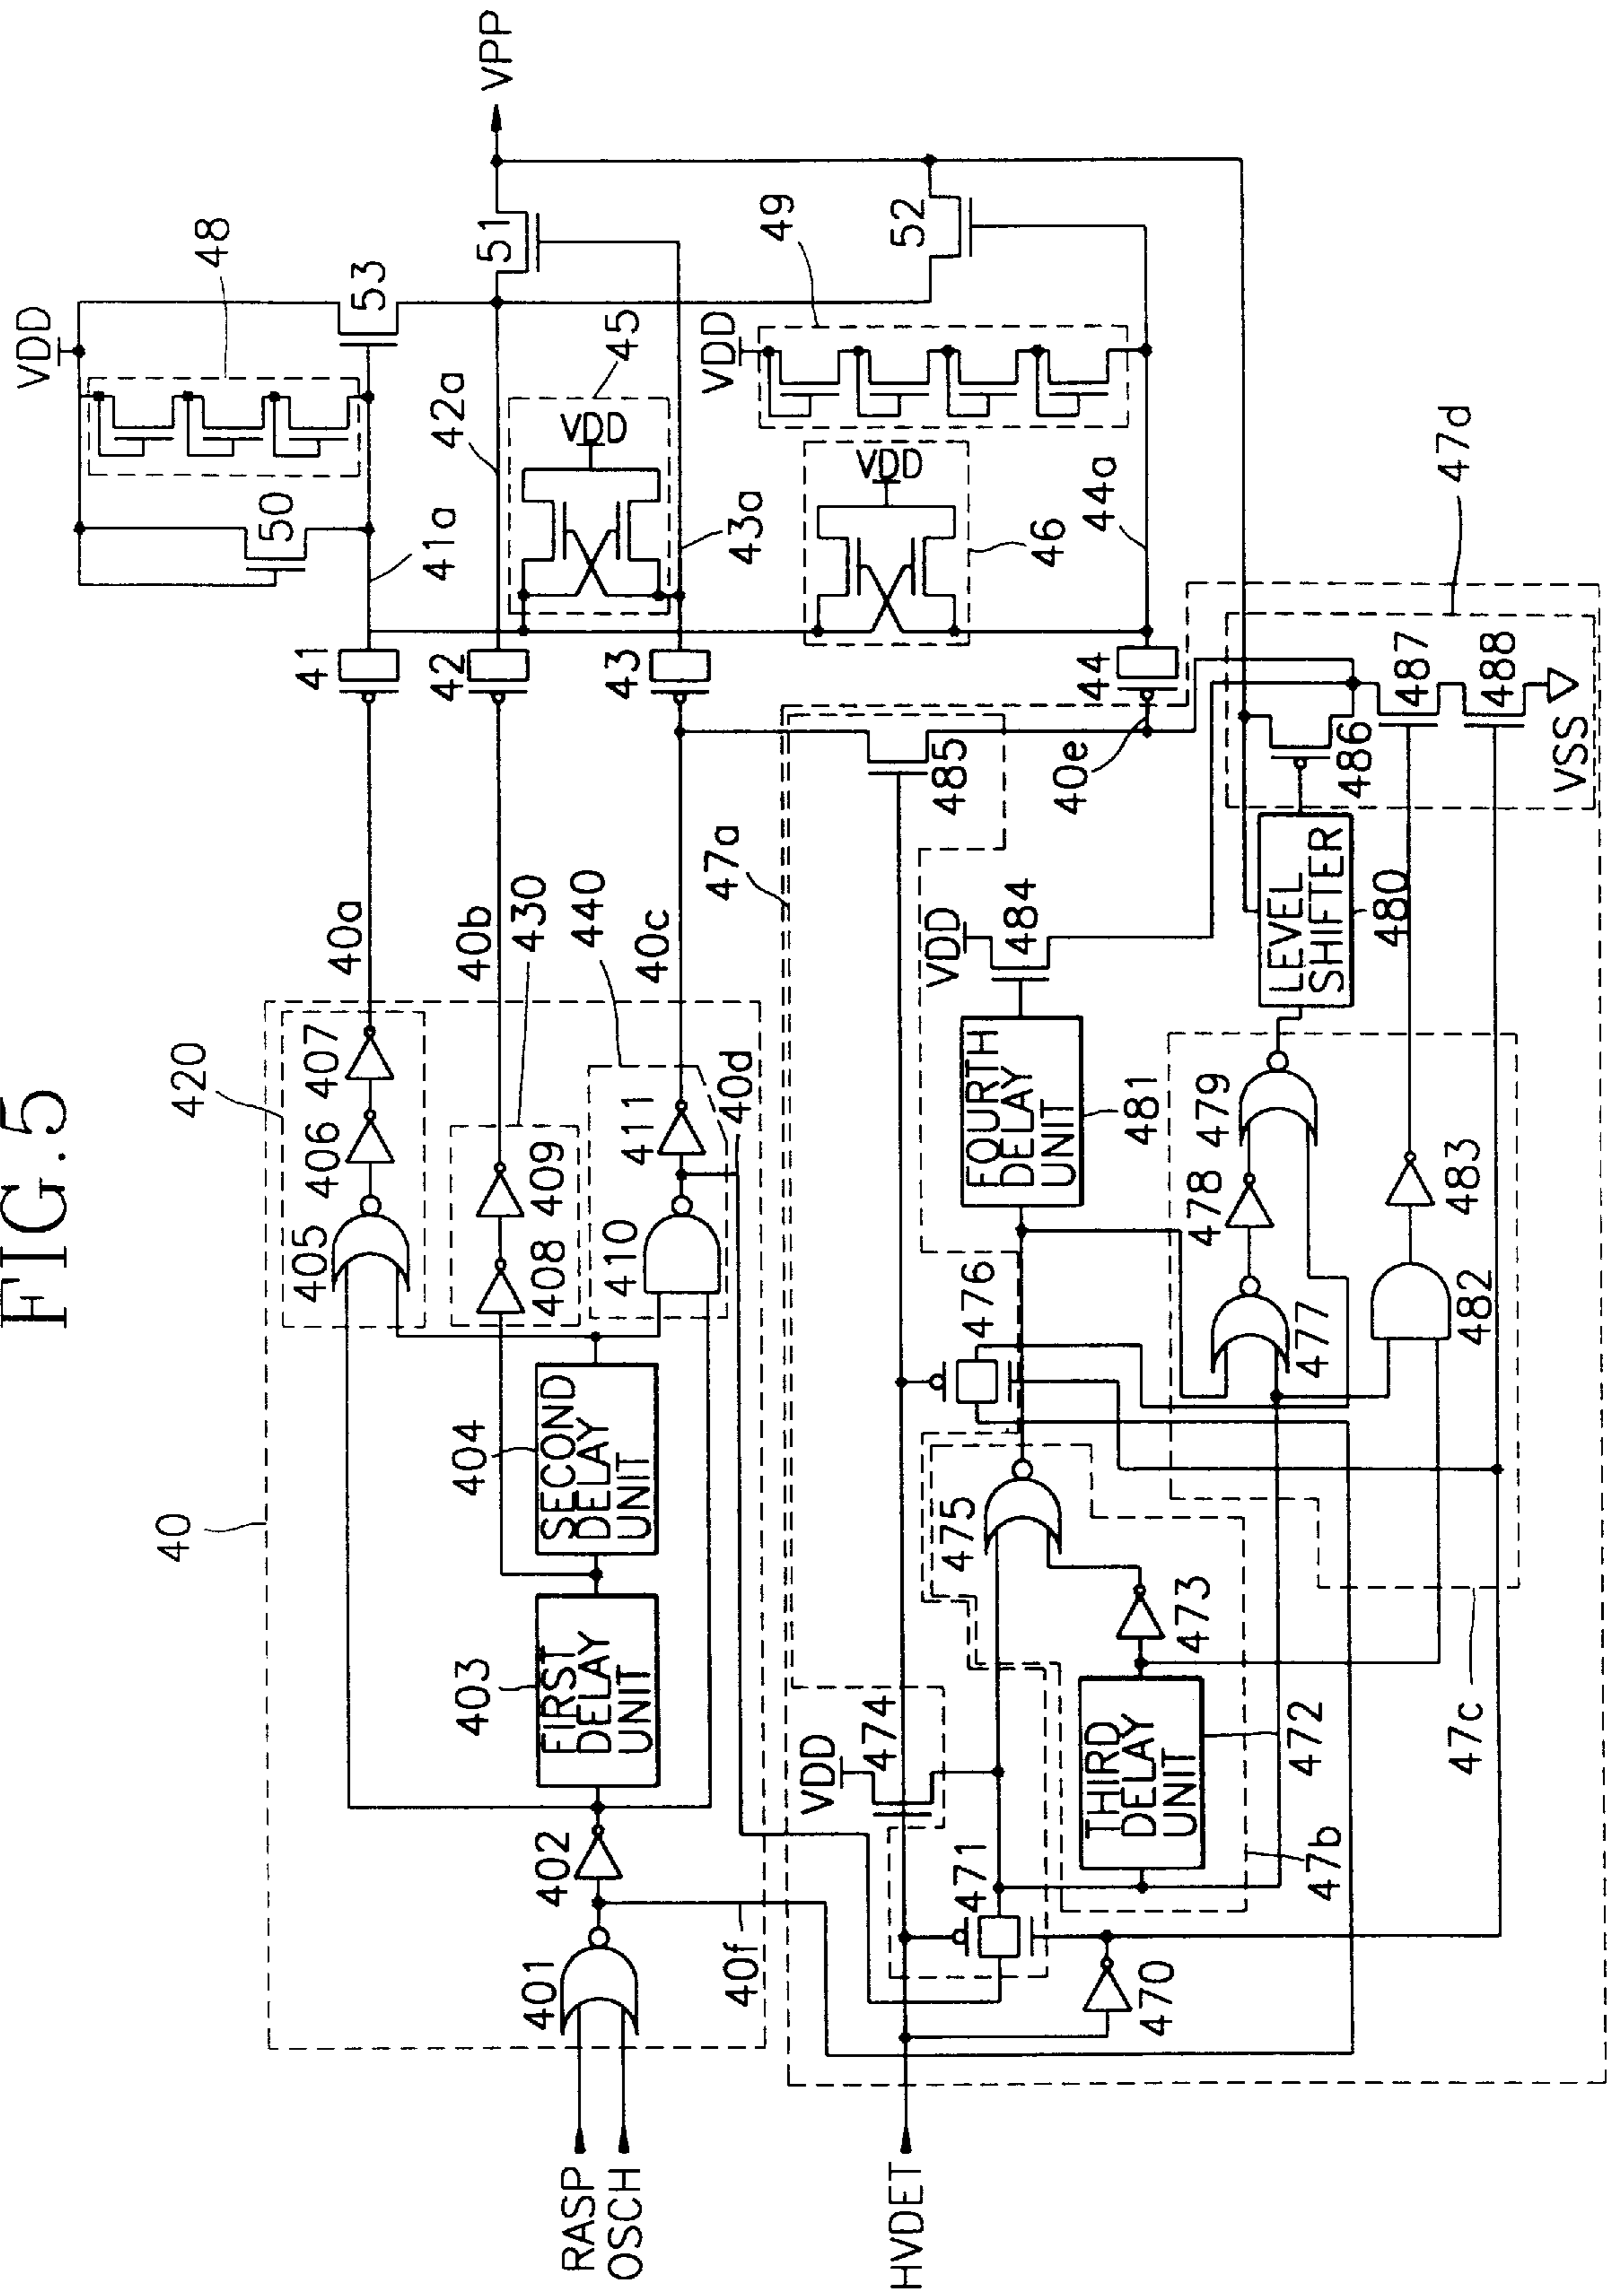 FIG.5
RASP
OSCH
HVDET
40
401
402
40f
403
FIRST
DELAY
UNIT
404
SECOND
DELAY
UNIT
420
405
406
407
40a
408
409
40b
430
410
411
440
40c
40d
41
42
43
44
41a
42a
43a
44a
40e
VDD
50
48
53
51
VPP
45
VDD
46
VDD
49
VDD
52
47a
VDD
474
471
470
THIRD
DELAY
UNIT
472
473
475
476
47b
47c
FOURTH
DELAY
UNIT
481
VDD
484
485
477
478
479
482
483
LEVEL
SHIFTER
480
486
487
488
VSS
47d